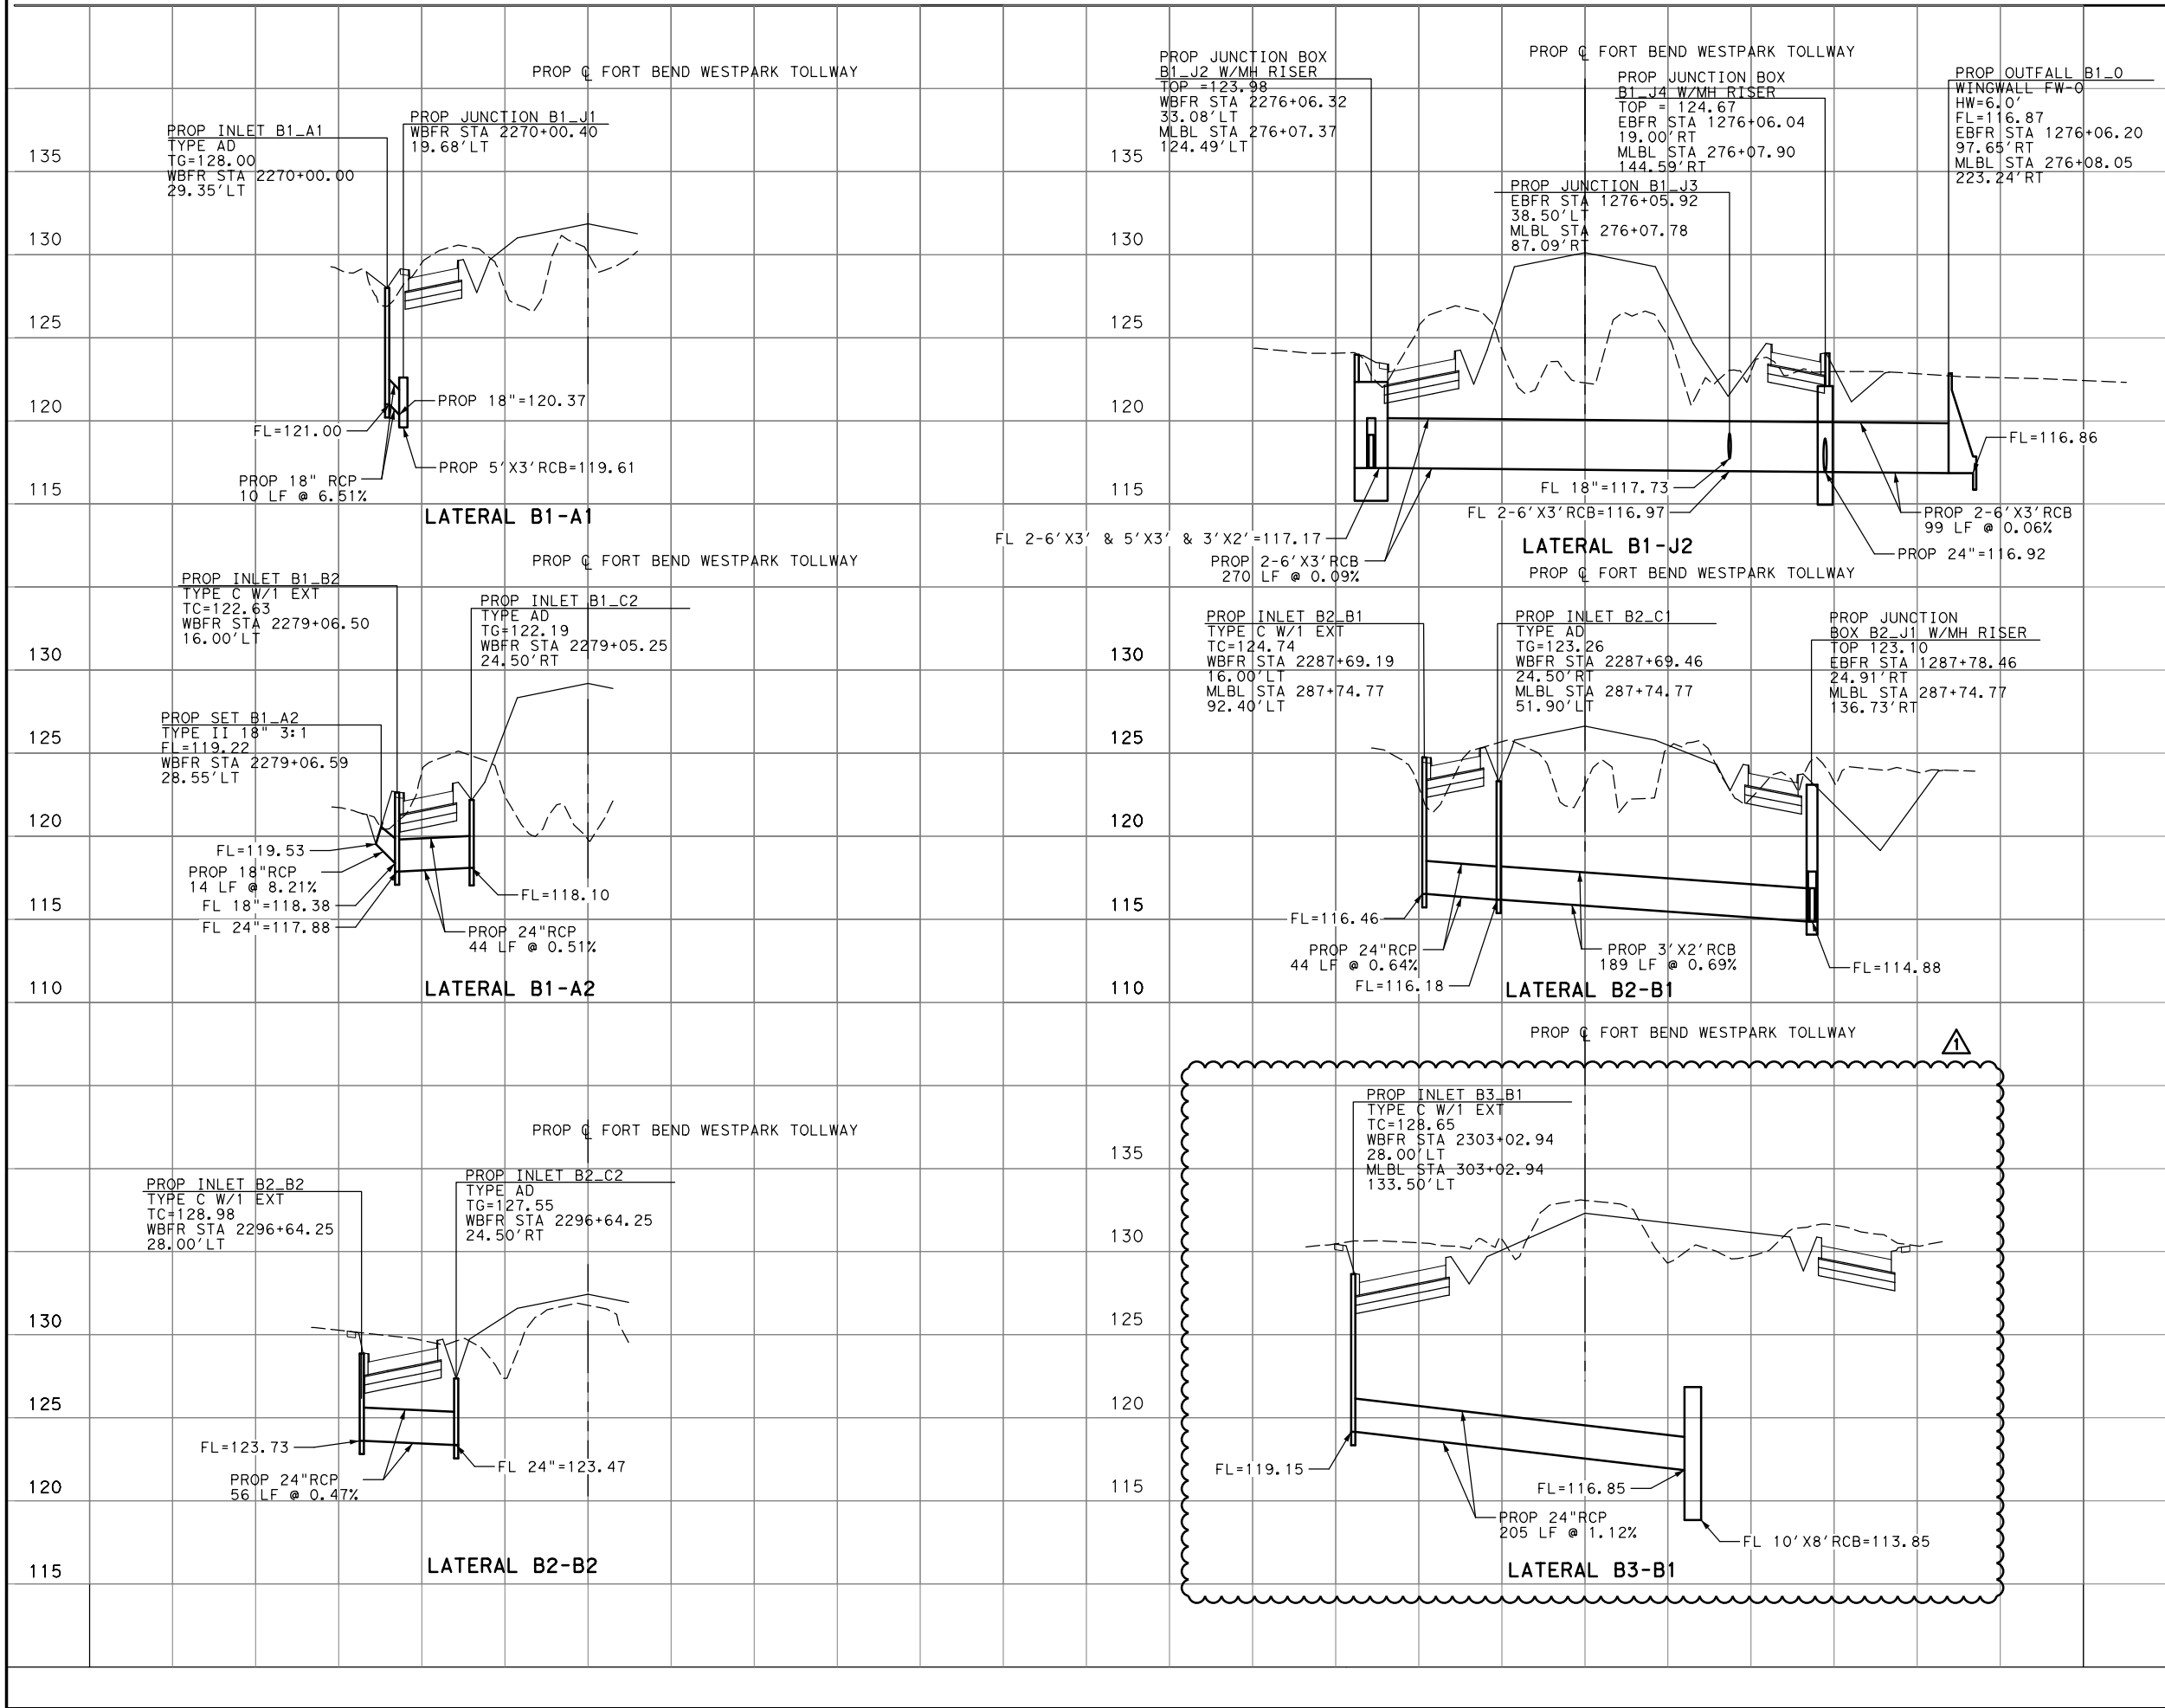 PROP ℄ FORT BEND WESTPARK TOLLWAY
PROP INLET B1_A1
TYPE AD
TG=128.00
WBFR STA 2270+00.00
29.35'LT
PROP JUNCTION B1_J1
WBFR STA 2270+00.40
19.68'LT
135
130
125
120
115
PROP 18"=120.37
FL=121.00
PROP 5'X3'RCB=119.61
PROP 18" RCP
10 LF @ 6.51%
LATERAL B1-A1
PROP ℄ FORT BEND WESTPARK TOLLWAY
PROP INLET B1_B2
TYPE C W/1 EXT
TC=122.63
WBFR STA 2279+06.50
16.00'LT
PROP INLET B1_C2
TYPE AD
TG=122.19
WBFR STA 2279+05.25
24.50'RT
PROP SET B1_A2
TYPE II 18" 3:1
FL=119.22
WBFR STA 2279+06.59
28.55'LT
130
125
120
115
110
FL=119.53
PROP 18"RCP
14 LF @ 8.21%
FL 18"=118.38
FL 24"=117.88
FL=118.10
PROP 24"RCP
44 LF @ 0.51%
LATERAL B1-A2
PROP ℄ FORT BEND WESTPARK TOLLWAY
PROP INLET B2_B2
TYPE C W/1 EXT
TC=128.98
WBFR STA 2296+64.25
28.00'LT
PROP INLET B2_C2
TYPE AD
TG=127.55
WBFR STA 2296+64.25
24.50'RT
130
125
120
115
FL=123.73
FL 24"=123.47
PROP 24"RCP
56 LF @ 0.47%
LATERAL B2-B2
PROP ℄ FORT BEND WESTPARK TOLLWAY
PROP JUNCTION BOX
B1_J2 W/MH RISER
TOP =123.98
WBFR STA 2276+06.32
33.08'LT
MLBL STA 276+07.37
124.49'LT
PROP JUNCTION BOX
B1_J4 W/MH RISER
TOP = 124.67
EBFR STA 1276+06.04
19.00'RT
MLBL STA 276+07.90
144.59'RT
PROP OUTFALL B1_O
WINGWALL FW-0
HW=6.0'
FL=116.87
EBFR STA 1276+06.20
97.65'RT
MLBL STA 276+08.05
223.24'RT
PROP JUNCTION B1_J3
EBFR STA 1276+05.92
38.50'LT
MLBL STA 276+07.78
87.09'RT
135
130
125
120
115
FL=116.86
FL 18"=117.73
FL 2-6'X3'RCB=116.97
PROP 2-6'X3'RCB
99 LF @ 0.06%
FL 2-6'X3' & 5'X3' & 3'X2'=117.17
PROP 2-6'X3'RCB
270 LF @ 0.09%
PROP 24"=116.92
LATERAL B1-J2
PROP ℄ FORT BEND WESTPARK TOLLWAY
PROP INLET B2_B1
TYPE C W/1 EXT
TC=124.74
WBFR STA 2287+69.19
16.00'LT
MLBL STA 287+74.77
92.40'LT
PROP INLET B2_C1
TYPE AD
TG=123.26
WBFR STA 2287+69.46
24.50'RT
MLBL STA 287+74.77
51.90'LT
PROP JUNCTION
BOX B2_J1 W/MH RISER
TOP 123.10
EBFR STA 1287+78.46
24.91'RT
MLBL STA 287+74.77
136.73'RT
130
125
120
115
110
FL=116.46
PROP 24"RCP
44 LF @ 0.64%
FL=116.18
PROP 3'X2'RCB
189 LF @ 0.69%
FL=114.88
LATERAL B2-B1
PROP ℄ FORT BEND WESTPARK TOLLWAY
1
PROP INLET B3_B1
TYPE C W/1 EXT
TC=128.65
WBFR STA 2303+02.94
28.00'LT
MLBL STA 303+02.94
133.50'LT
135
130
125
120
115
FL=119.15
FL=116.85
PROP 24"RCP
205 LF @ 1.12%
FL 10'X8'RCB=113.85
LATERAL B3-B1